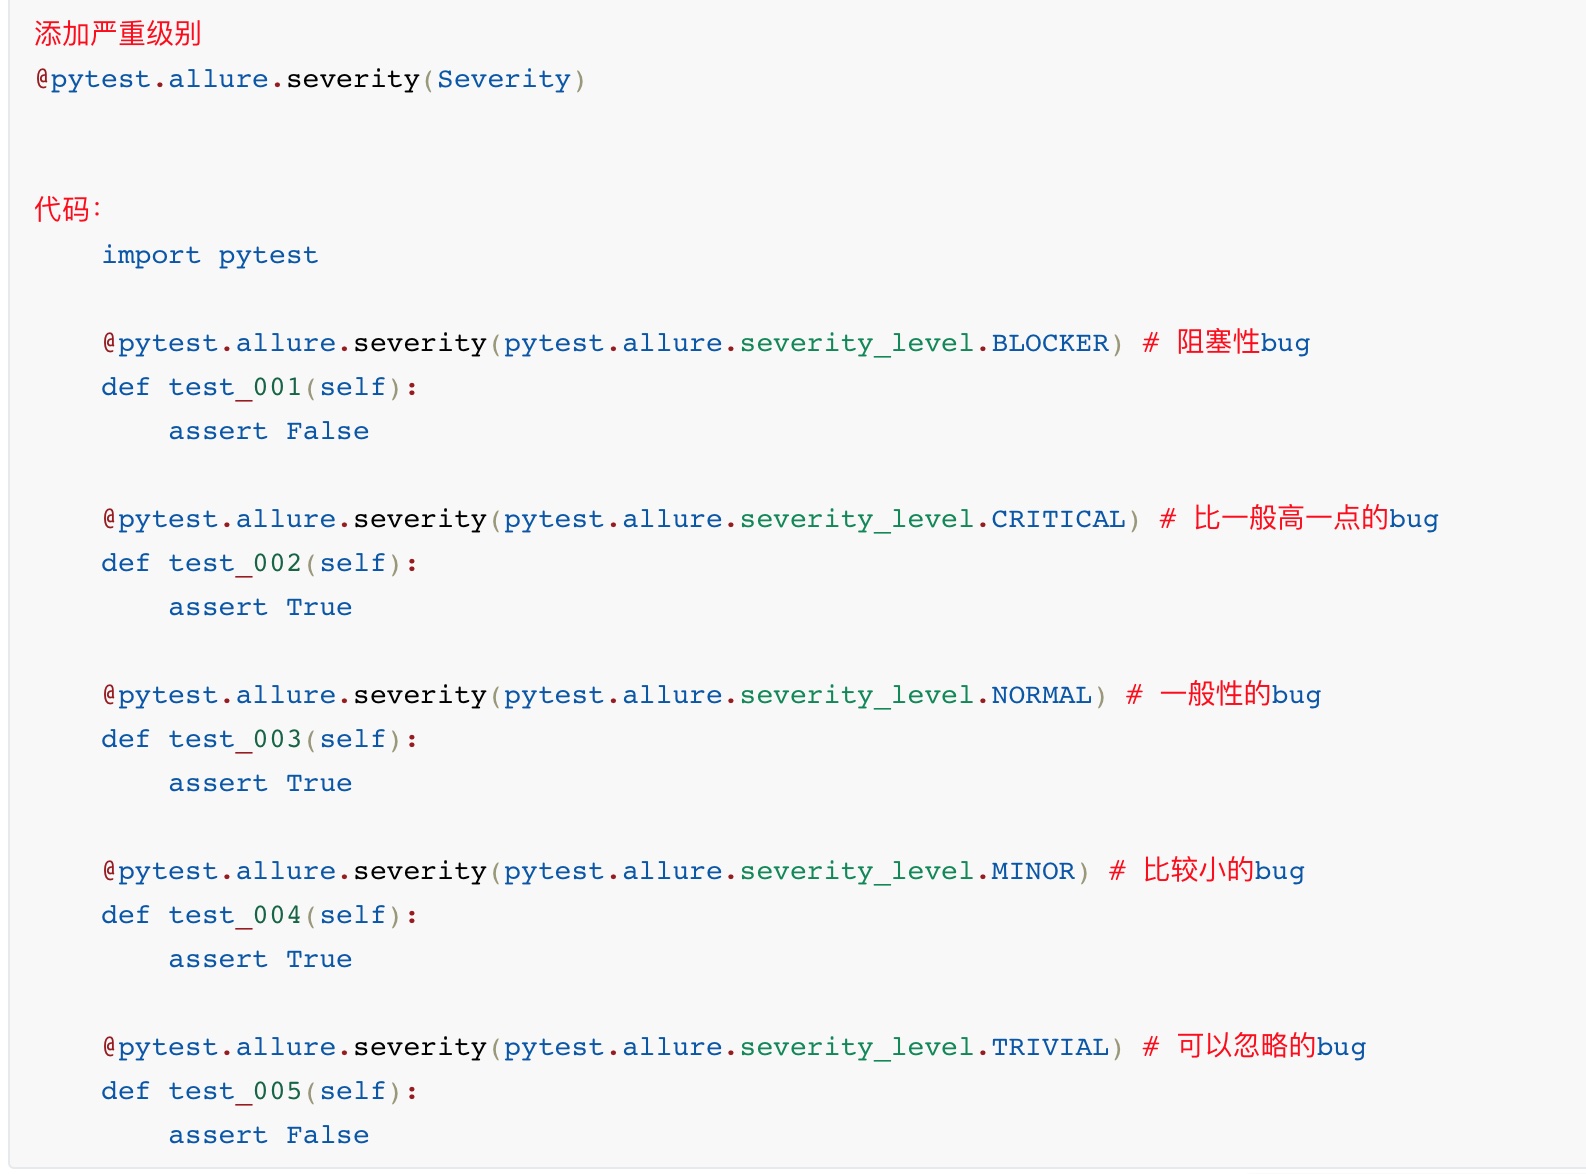 添加严重级别
@pytest.allure.severity(Severity)
代码:
import pytest
@pytest.allure.severity(pytest.allure.severity_level.BLOCKER) # 阻塞性bug
def test_001(self):
assert False
@pytest.allure.severity(pytest.allure.severity_level.CRITICAL) # 比一般高一点的bug
def test_002(self):
assert True
@pytest.allure.severity(pytest.allure.severity_level.NORMAL) # 一般性的bug
def test_003(self):
assert True
@pytest.allure.severity(pytest.allure.severity_level.MINOR) # 比较小的bug
def test_004(self):
assert True
@pytest.allure.severity(pytest.allure.severity_level.TRIVIAL) # 可以忽略的bug
def test_005(self):
assert False